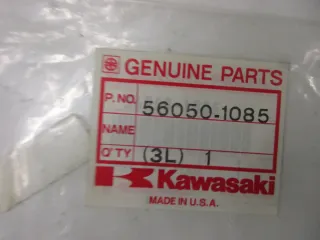 GENUINE PARTS
P.NO. 56050-1085
NAME
Q'TY (3L) 1
Kawasaki
MADE IN U.S.A.